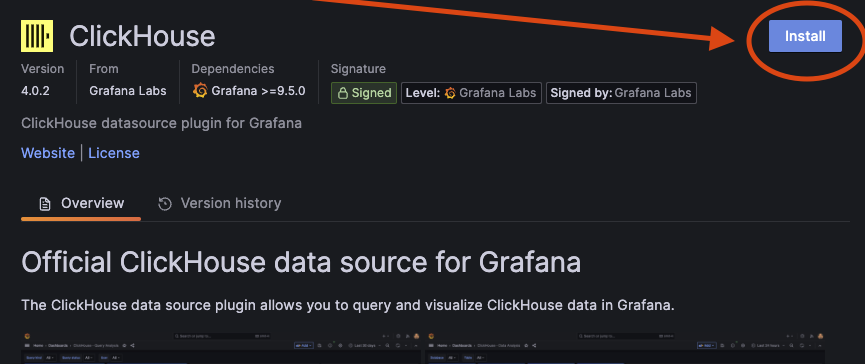 ClickHouse
Install
Version
From
Dependencies
Signature
4.0.2
Grafana Labs
Grafana >=9.5.0
Signed
Level: Grafana Labs
Signed by: Grafana Labs
ClickHouse datasource plugin for Grafana
Website | License
Overview
Version history
Official ClickHouse data source for Grafana
The ClickHouse data source plugin allows you to query and visualize ClickHouse data in Grafana.